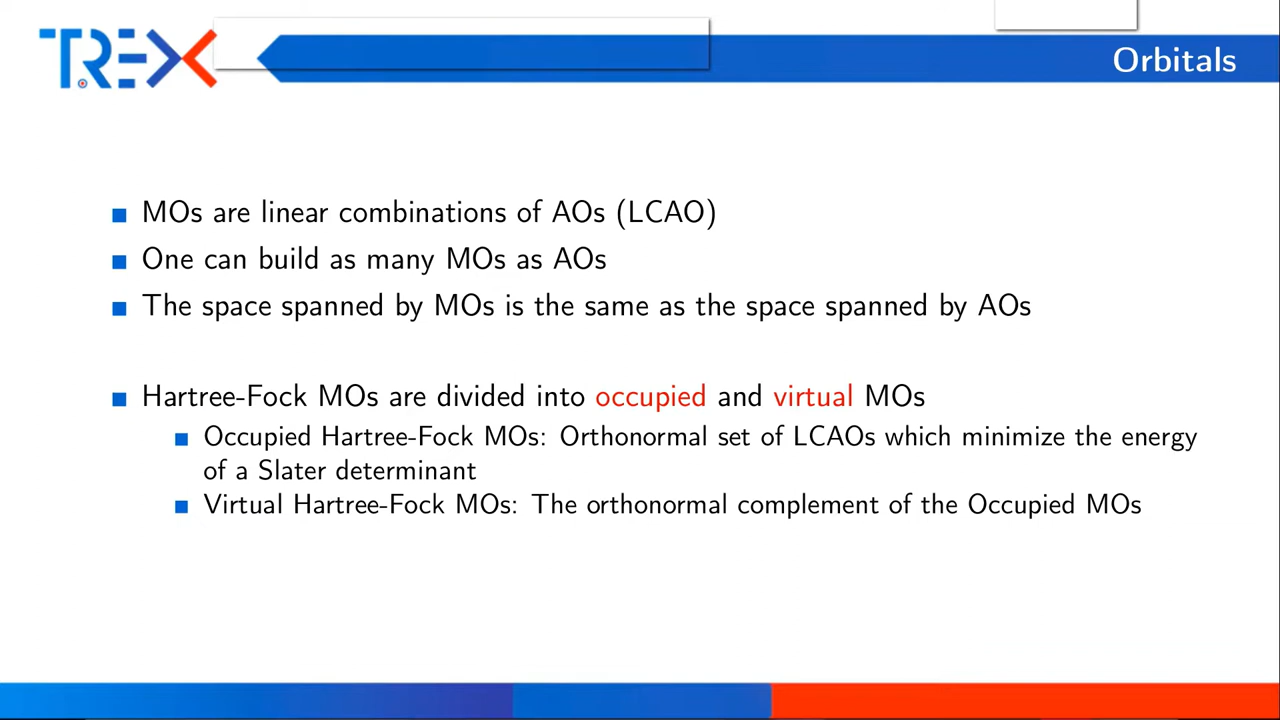 TREX
Orbitals
MOs are linear combinations of AOs (LCAO)
One can build as many MOs as AOs
The space spanned by MOs is the same as the space spanned by AOs
Hartree-Fock MOs are divided into occupied and virtual MOs
Occupied Hartree-Fock MOs: Orthonormal set of LCAOs which minimize the energy
of a Slater determinant
Virtual Hartree-Fock MOs: The orthonormal complement of the Occupied MOs